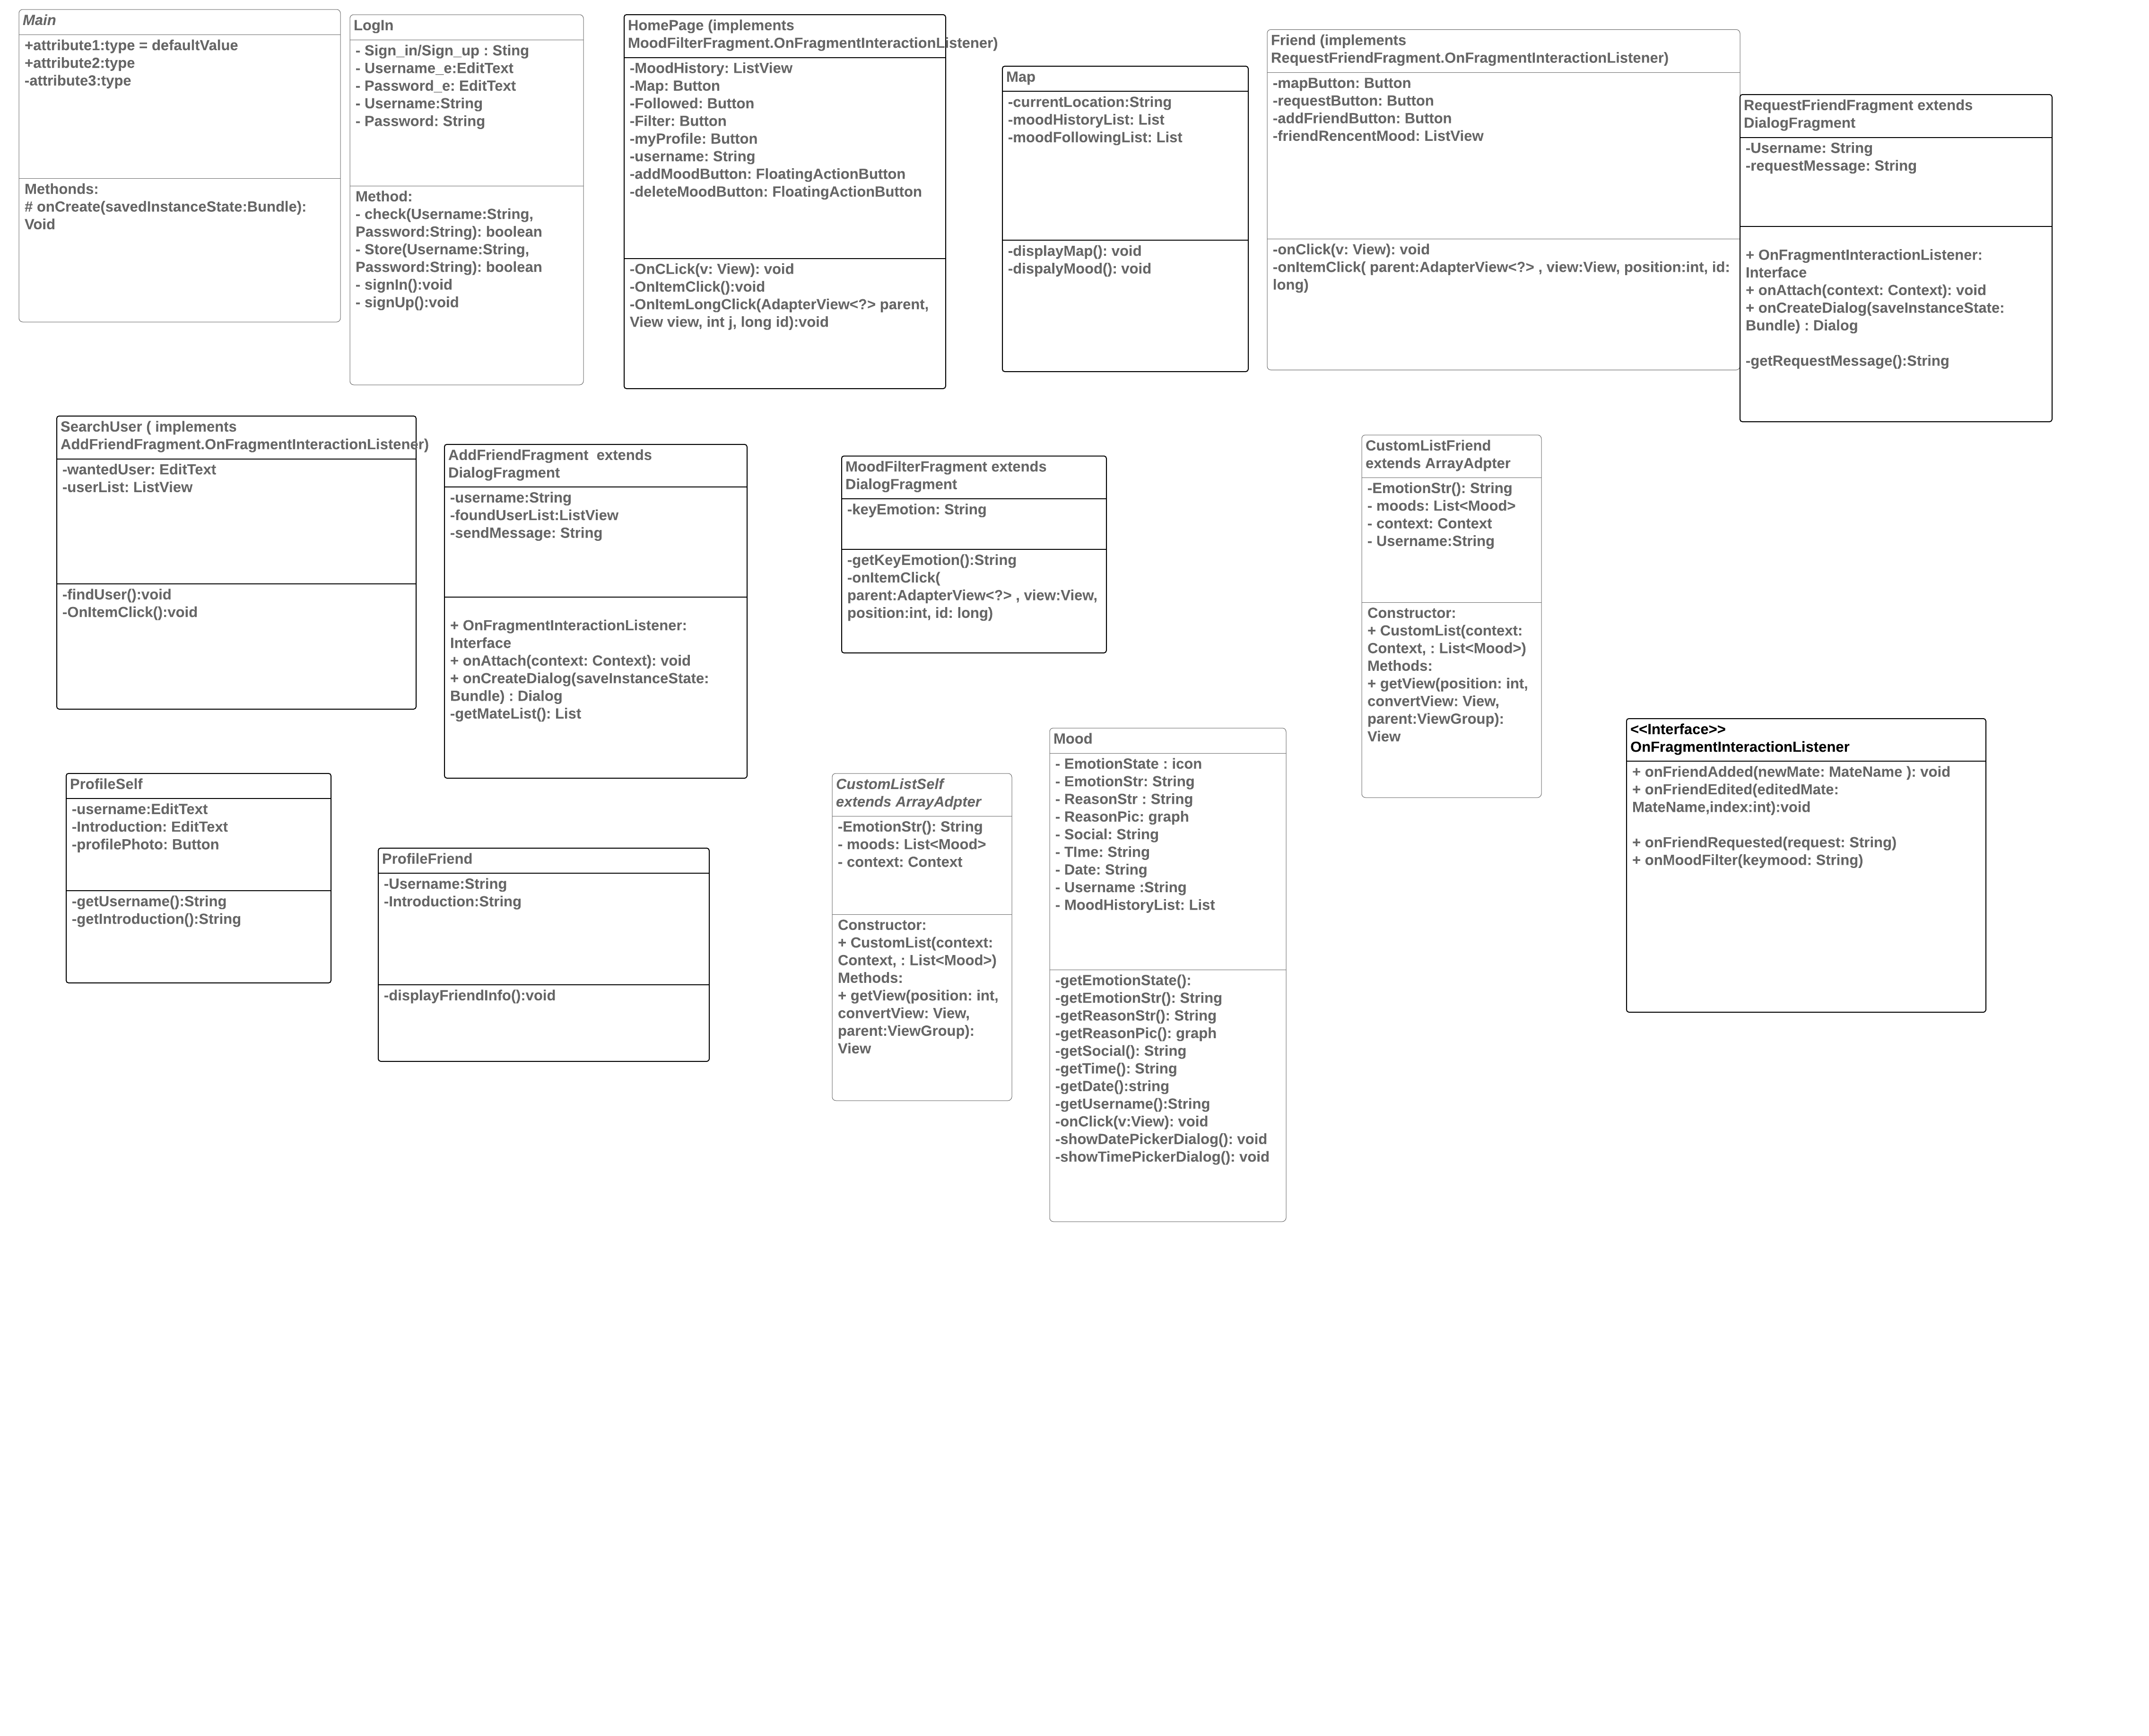 Main
+attribute1:type = defaultValue
+attribute2:type
-attribute3:type
Methonds:
# onCreate(savedInstanceState:Bundle):
Void
LogIn
- Sign_in/Sign_up : Sting
- Username_e:EditText
- Password_e: EditText
- Username:String
- Password: String
Method:
- check(Username:String,
Password:String): boolean
- Store(Username:String,
Password:String): boolean
- signIn():void
- signUp():void
HomePage (implements
MoodFilterFragment.OnFragmentInteractionListener)
-MoodHistory: ListView
-Map: Button
-Followed: Button
-Filter: Button
-myProfile: Button
-username: String
-addMoodButton: FloatingActionButton
-deleteMoodButton: FloatingActionButton
-OnCLick(v: View): void
-OnItemClick():void
-OnItemLongClick(AdapterView<?> parent,
View view, int j, long id):void
Map
-currentLocation:String
-moodHistoryList: List
-moodFollowingList: List
-displayMap(): void
-dispalyMood(): void
Friend (implements
RequestFriendFragment.OnFragmentInteractionListener)
-mapButton: Button
-requestButton: Button
-addFriendButton: Button
-friendRencentMood: ListView
-onClick(v: View): void
-onItemClick( parent:AdapterView<?> , view:View, position:int, id:
long)
RequestFriendFragment extends
DialogFragment
-Username: String
-requestMessage: String
+ OnFragmentInteractionListener:
Interface
+ onAttach(context: Context): void
+ onCreateDialog(saveInstanceState:
Bundle) : Dialog
-getRequestMessage():String
SearchUser ( implements
AddFriendFragment.OnFragmentInteractionListener)
-wantedUser: EditText
-userList: ListView
-findUser():void
-OnItemClick():void
AddFriendFragment  extends
DialogFragment
-username:String
-foundUserList:ListView
-sendMessage: String
+ OnFragmentInteractionListener:
Interface
+ onAttach(context: Context): void
+ onCreateDialog(saveInstanceState:
Bundle) : Dialog
-getMateList(): List
MoodFilterFragment extends
DialogFragment
-keyEmotion: String
-getKeyEmotion():String
-onItemClick(
parent:AdapterView<?> , view:View,
position:int, id: long)
CustomListFriend
extends ArrayAdpter
-EmotionStr(): String
- moods: List<Mood>
- context: Context
- Username:String
Constructor:
+ CustomList(context:
Context, : List<Mood>)
Methods:
+ getView(position: int,
convertView: View,
parent:ViewGroup):
View
<<Interface>>
OnFragmentInteractionListener
+ onFriendAdded(newMate: MateName ): void
+ onFriendEdited(editedMate:
MateName,index:int):void
+ onFriendRequested(request: String)
+ onMoodFilter(keymood: String)
ProfileSelf
-username:EditText
-Introduction: EditText
-profilePhoto: Button
-getUsername():String
-getIntroduction():String
ProfileFriend
-Username:String
-Introduction:String
-displayFriendInfo():void
CustomListSelf
extends ArrayAdpter
-EmotionStr(): String
- moods: List<Mood>
- context: Context
Constructor:
+ CustomList(context:
Context, : List<Mood>)
Methods:
+ getView(position: int,
convertView: View,
parent:ViewGroup):
View
Mood
- EmotionState : icon
- EmotionStr: String
- ReasonStr : String
- ReasonPic: graph
- Social: String
- TIme: String
- Date: String
- Username :String
- MoodHistoryList: List
-getEmotionState():
-getEmotionStr(): String
-getReasonStr(): String
-getReasonPic(): graph
-getSocial(): String
-getTime(): String
-getDate():string
-getUsername():String
-onClick(v:View): void
-showDatePickerDialog(): void
-showTimePickerDialog(): void